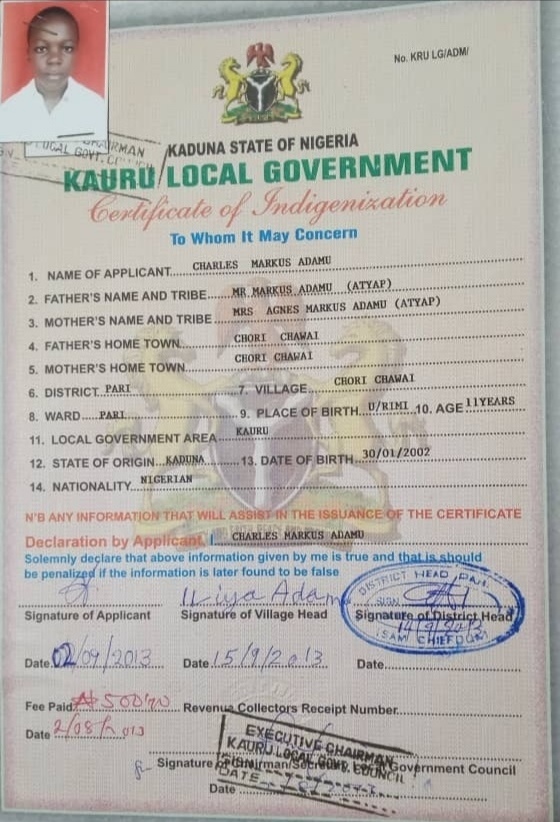 No. KRU LG/ADM/
CHAIRMAN
LOCAL GOVT. COUNCIL
KADUNA STATE OF NIGERIA
KAURU LOCAL GOVERNMENT
Certificate of Indigenization
To Whom It May Concern
1. NAME OF APPLICANT... CHARLES MARKUS ADAMU
2. FATHER'S NAME AND TRIBE... MR MARKUS ADAMU (ATYAP)
3. MOTHER'S NAME AND TRIBE... MRS AGNES MARKUS ADAMU (ATYAP)
4. FATHER'S HOME TOWN... CHORI CHAWAI
5. MOTHER'S HOME TOWN... CHORI CHAWAI
6. DISTRICT. PARI 7. VILLAGE... CHORI CHAWAI
8. WARD... PARI 9. PLACE OF BIRTH. U/RIMI 10. AGE 11YEARS
11. LOCAL GOVERNMENT AREA... KAURU
12. STATE OF ORIGIN.. KADUNA 13. DATE OF BIRTH 30/01/2002
14. NATIONALITY. NIGERIAN
N'B ANY INFORMATION THAT WILL ASSIST IN THE ISSUANCE OF THE CERTIFICATE
Declaration by Applicant, I... CHARLES MARKUS ADAMU
Solemnly declare that above information given by me is true and that is should
be penalized if the information is later found to be false
DISTRICT HEAD PARI
SIGN
Iliya Adam
Signature of Applicant Signature of Village Head Signature of District Head
CHIEFDOM
Date. 02/09/2013 Date 15/9/2013 Date...
Fee Paid ₦500 Revenue Collectors Receipt Number...
Date 2/08/2013
EXECUTIVE CHAIRMAN
KAURU LOCAL GOVT. COUNCIL
Signature of Chairman/Secretary Local Government Council
DATE
Date